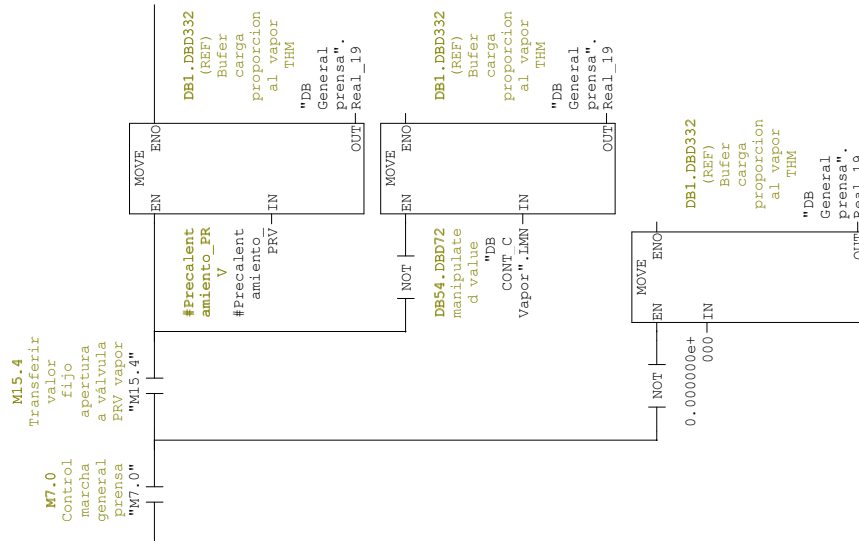 M7.0
Control
marcha
general
prensa
"M7.0"
M15.4
Transferir
valor
fijo
apertura
a válvula
PRV vapor
"M15.4"
#Precalent
amiento_PR
V
#Precalent
amiento_
PRV
MOVE
EN
ENO
IN
OUT
DB1.DBD332
(REF)
Bufer
carga
proporcion
al vapor
THM
"DB
General
prensa".
Real_19
NOT
DB54.DBD72
manipulate
d value
"DB
CONT_C
Vapor".LMN
MOVE
EN
ENO
IN
OUT
DB1.DBD332
(REF)
Bufer
carga
proporcion
al vapor
THM
"DB
General
prensa".
Real_19
NOT
0.000000e+
000
MOVE
EN
ENO
IN
OUT
DB1.DBD332
(REF)
Bufer
carga
proporcion
al vapor
THM
"DB
General
prensa".
Real_19